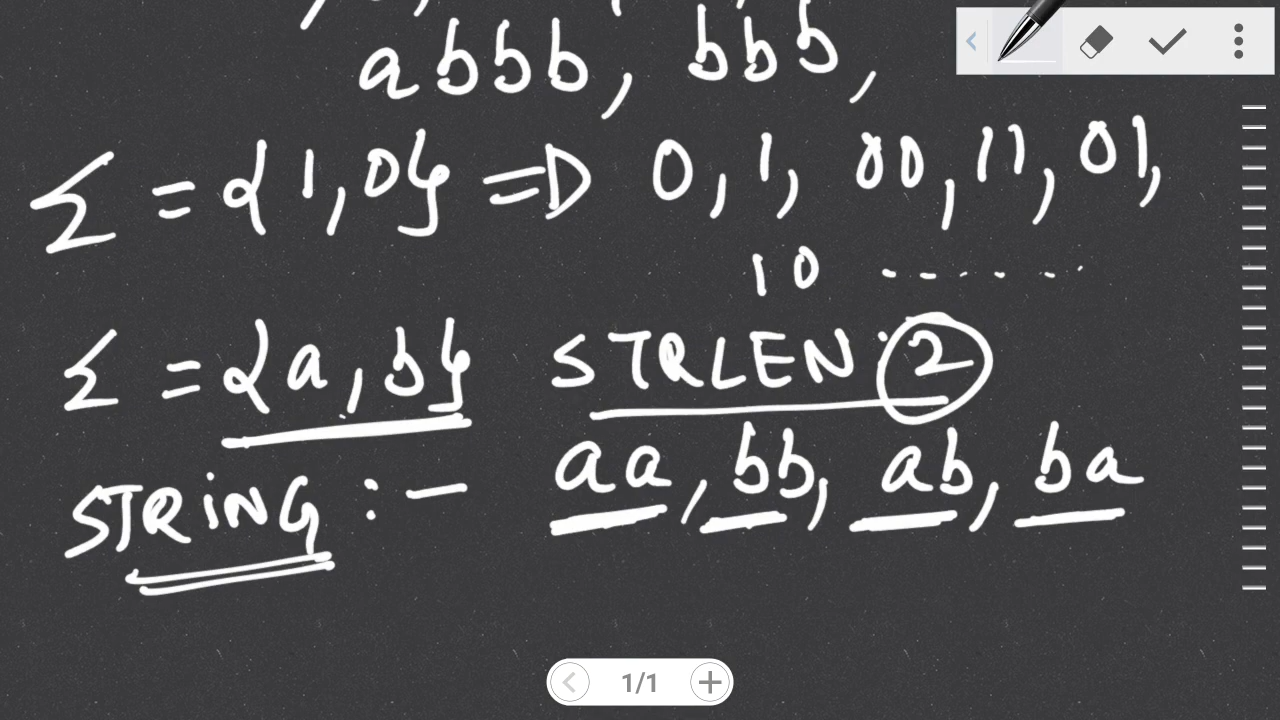 abbb, bbb,
Σ = {1,0} => 0, 1, 00, 11, 01,
10 ......
Σ = {a, b} STRLEN 2
STRING :- aa, bb, ab, ba
1/1